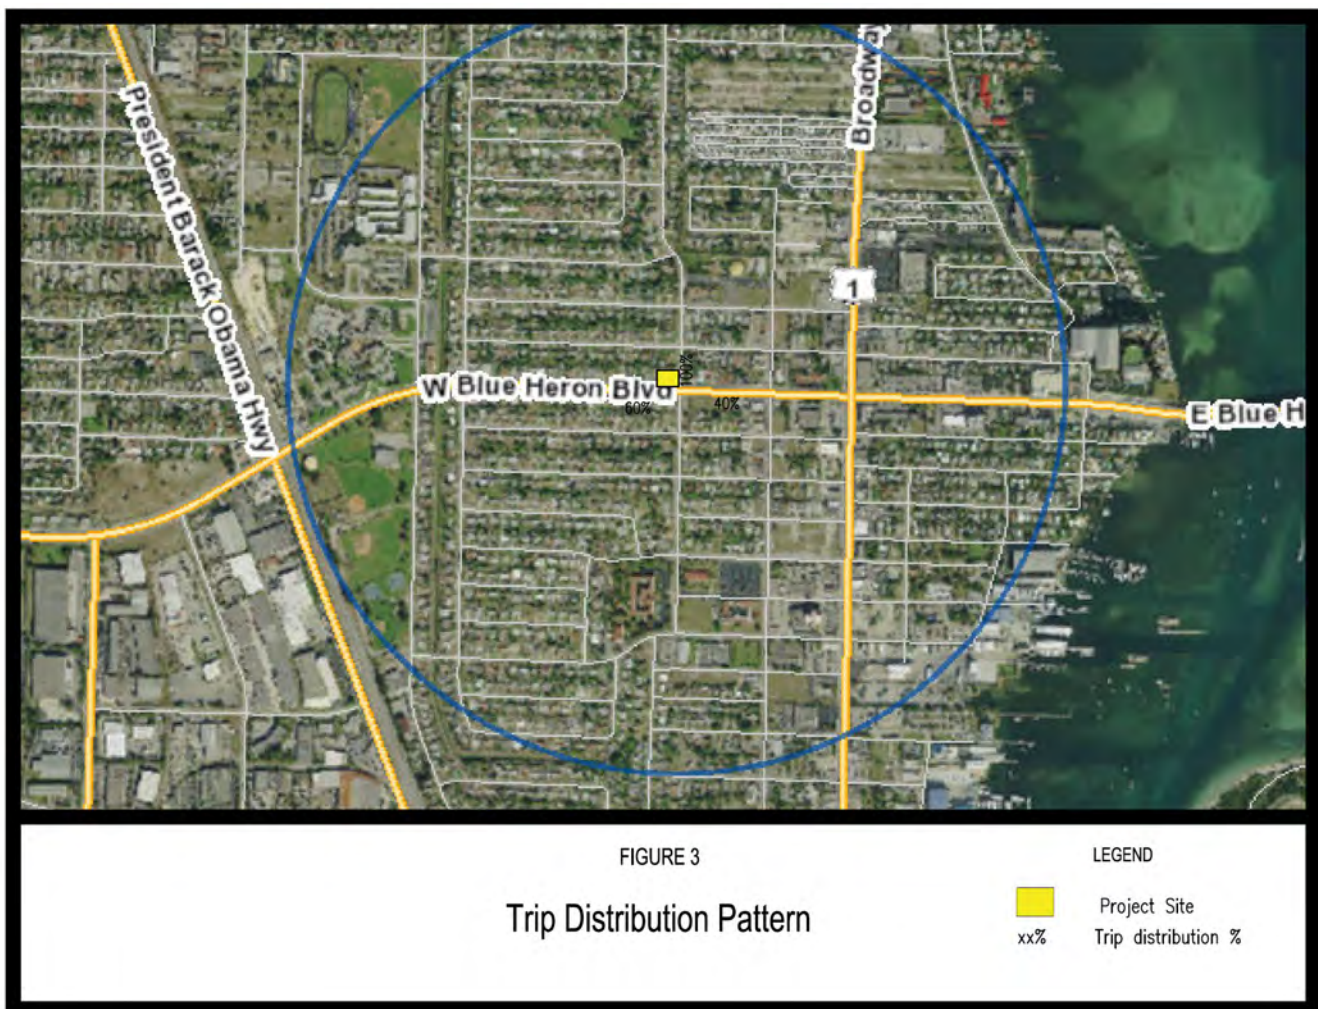 Broadway
President Barack Obama Hwy
1
100%
W Blue Heron Blvd
60%
40%
E Blue H
FIGURE 3
LEGEND
Trip Distribution Pattern
Project Site
xx% Trip distribution %